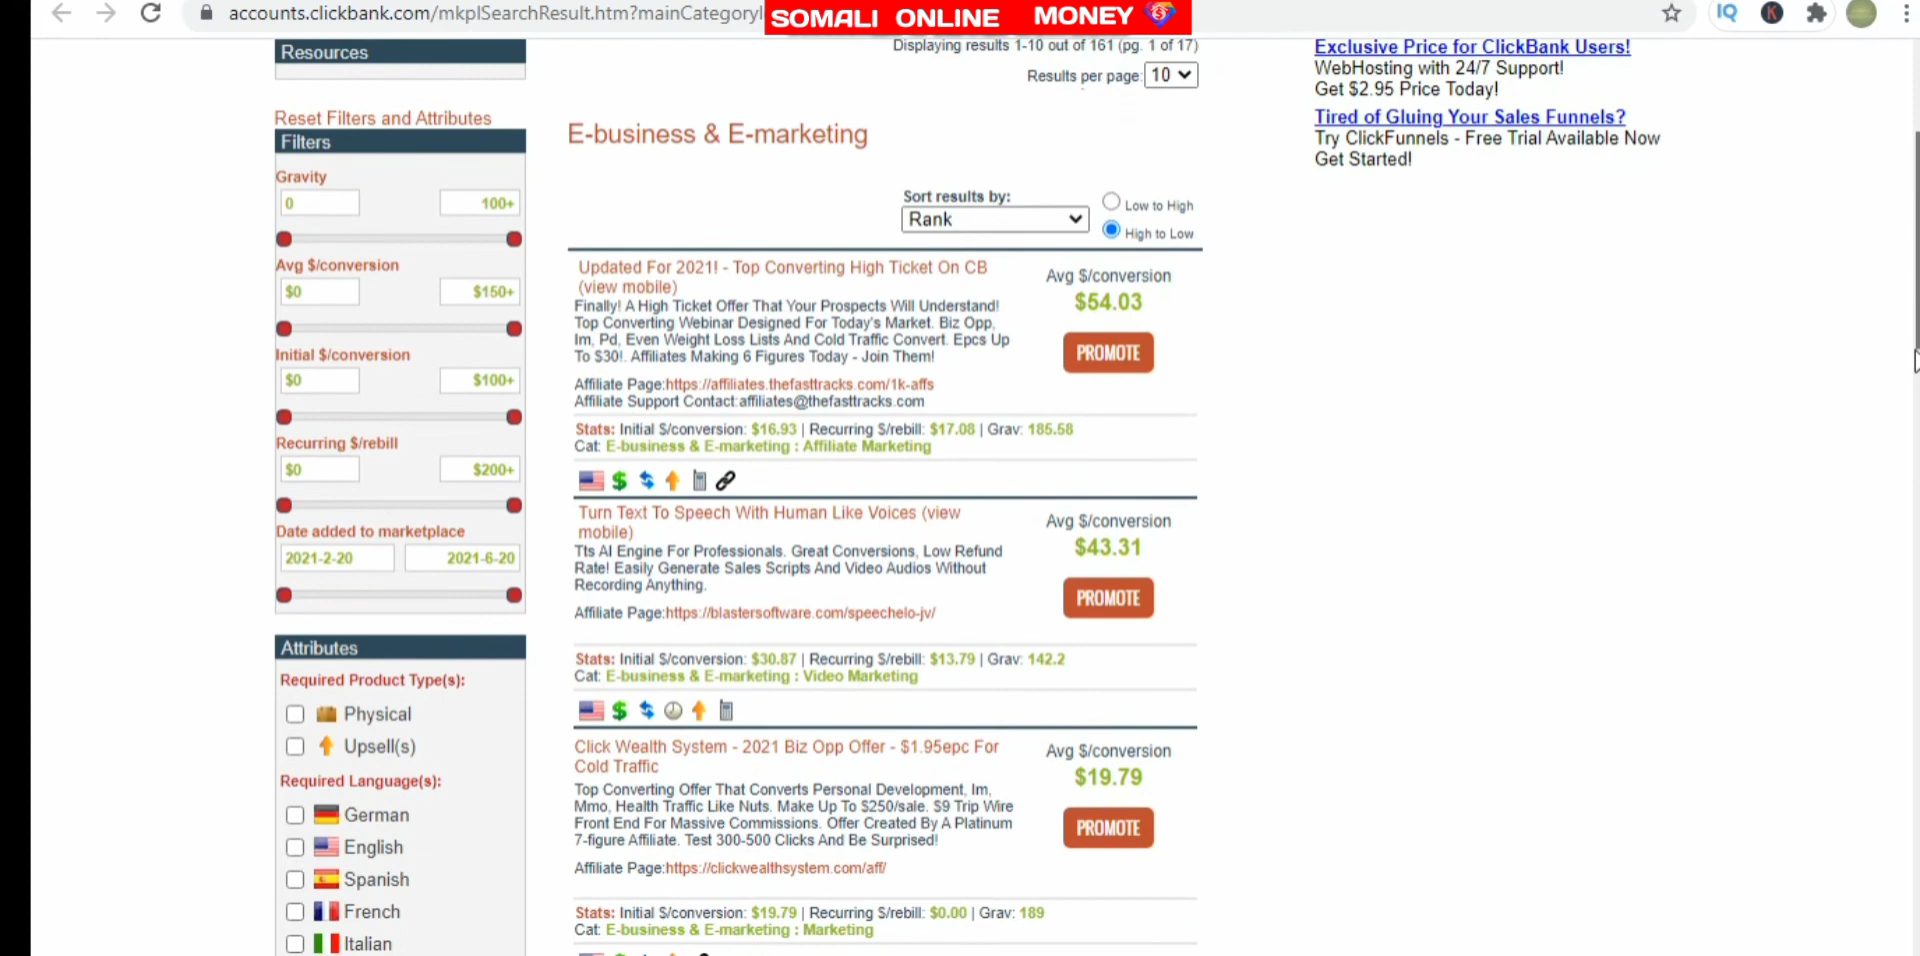 accounts.clickbank.com/mkplSearchResult.htm?mainCategoryI
SOMALI ONLINE MONEY
IQ
K
Resources
Reset Filters and Attributes
Filters
Gravity
0
100+
Avg $/conversion
$0
$150+
Initial $/conversion
$0
$100+
Recurring $/rebill
$0
$200+
Date added to marketplace
2021-2-20
2021-6-20
Attributes
Required Product Type(s):
Physical
Upsell(s)
Required Language(s):
German
English
Spanish
French
Italian
Displaying results 1-10 out of 161 (pg. 1 of 17)
Results per page: 10
E-business & E-marketing
Sort results by:
Rank
Low to High
High to Low
Updated For 2021! - Top Converting High Ticket On CB
(view mobile)
Finally! A High Ticket Offer That Your Prospects Will Understand!
Top Converting Webinar Designed For Today's Market. Biz Opp,
Im, Pd, Even Weight Loss Lists And Cold Traffic Convert. Epcs Up
To $30!. Affiliates Making 6 Figures Today - Join Them!
Affiliate Page:https://affiliates.thefasttracks.com/1k-affs
Affiliate Support Contact:affiliates@thefasttracks.com
Avg $/conversion
$54.03
PROMOTE
Stats: Initial $/conversion: $16.93 | Recurring $/rebill: $17.08 | Grav: 185.58
Cat: E-business & E-marketing : Affiliate Marketing
Turn Text To Speech With Human Like Voices (view
mobile)
Tts AI Engine For Professionals. Great Conversions, Low Refund
Rate! Easily Generate Sales Scripts And Video Audios Without
Recording Anything.
Affiliate Page:https://blastersoftware.com/speechelo-jv/
Avg $/conversion
$43.31
PROMOTE
Stats: Initial $/conversion: $30.87 | Recurring $/rebill: $13.79 | Grav: 142.2
Cat: E-business & E-marketing : Video Marketing
Click Wealth System - 2021 Biz Opp Offer - $1.95epc For
Cold Traffic
Top Converting Offer That Converts Personal Development, Im,
Mmo, Health Traffic Like Nuts. Make Up To $250/sale. $9 Trip Wire
Front End For Massive Commissions. Offer Created By A Platinum
7-figure Affiliate. Test 300-500 Clicks And Be Surprised!
Affiliate Page:https://clickwealthsystem.com/aff/
Avg $/conversion
$19.79
PROMOTE
Stats: Initial $/conversion: $19.79 | Recurring $/rebill: $0.00 | Grav: 189
Cat: E-business & E-marketing : Marketing
Exclusive Price for ClickBank Users!
WebHosting with 24/7 Support!
Get $2.95 Price Today!
Tired of Gluing Your Sales Funnels?
Try ClickFunnels - Free Trial Available Now
Get Started!